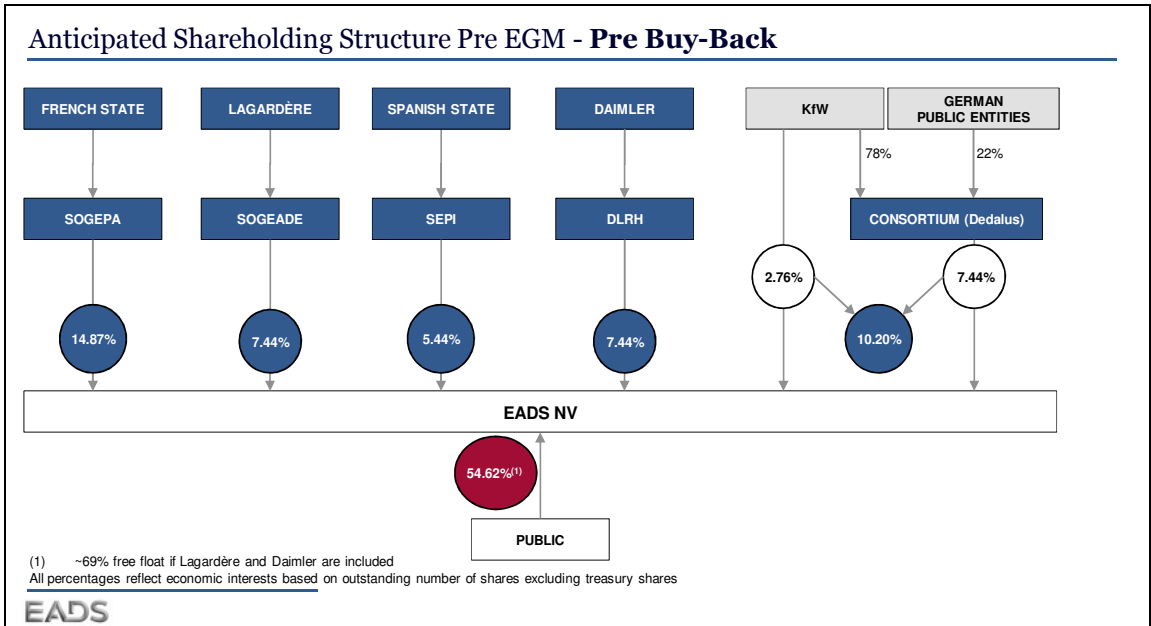 Anticipated Shareholding Structure Pre EGM - Pre Buy-Back
FRENCH STATE
LAGARDÈRE
SPANISH STATE
DAIMLER
KfW
GERMAN
PUBLIC ENTITIES
78%
22%
SOGEPA
SOGEADE
SEPI
DLRH
CONSORTIUM (Dedalus)
2.76%
7.44%
14.87%
7.44%
5.44%
7.44%
10.20%
EADS NV
54.62%(1)
PUBLIC
(1) ~69% free float if Lagardère and Daimler are included
All percentages reflect economic interests based on outstanding number of shares excluding treasury shares
EADS